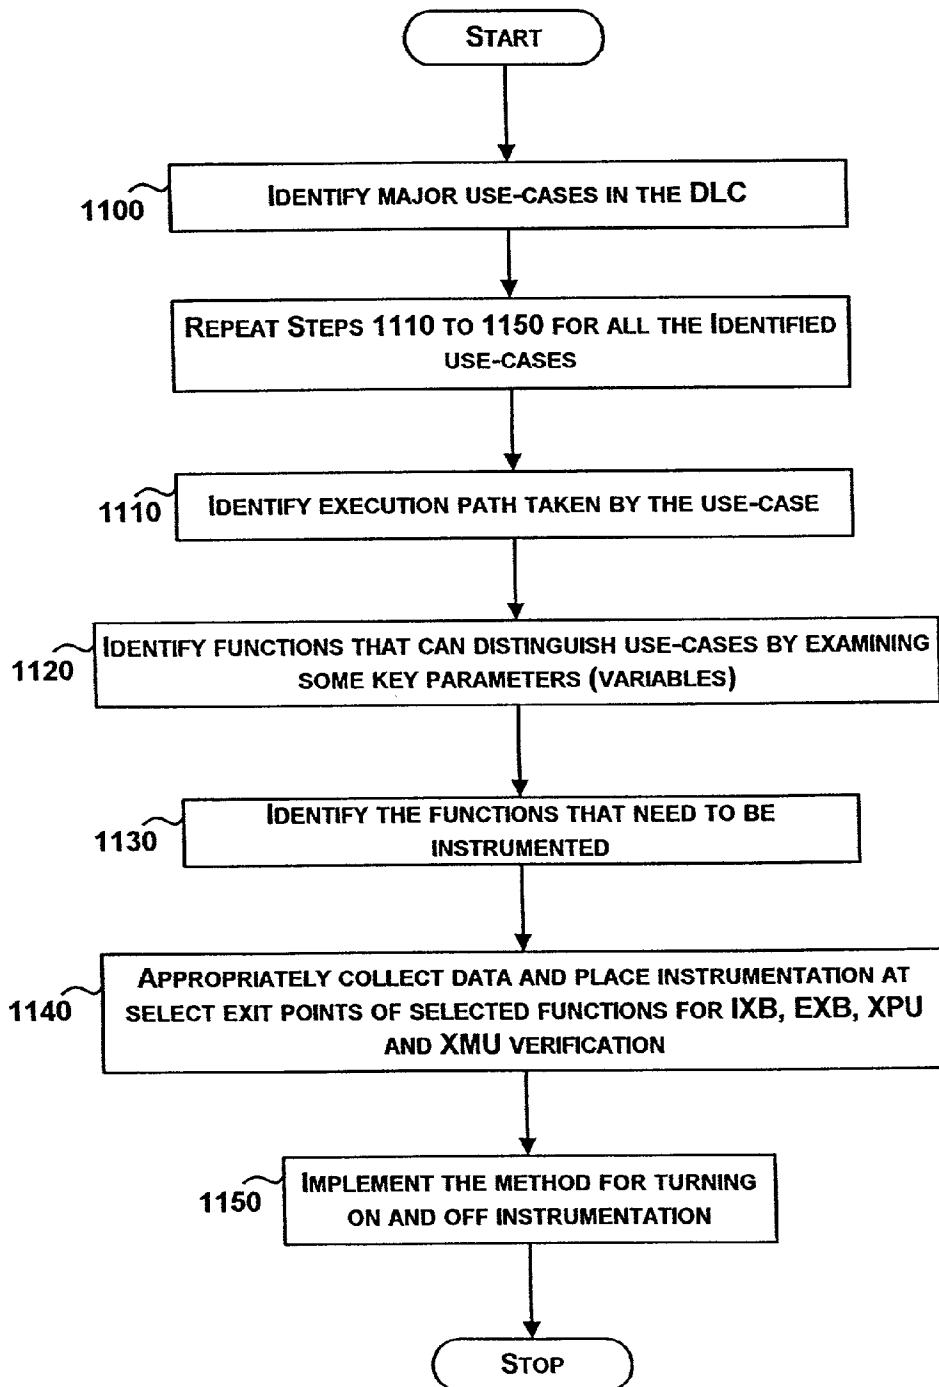 START
1100
IDENTIFY MAJOR USE-CASES IN THE DLC
REPEAT STEPS 1110 TO 1150 FOR ALL THE IDENTIFIED
USE-CASES
1110
IDENTIFY EXECUTION PATH TAKEN BY THE USE-CASE
1120
IDENTIFY FUNCTIONS THAT CAN DISTINGUISH USE-CASES BY EXAMINING
SOME KEY PARAMETERS (VARIABLES)
1130
IDENTIFY THE FUNCTIONS THAT NEED TO BE
INSTRUMENTED
1140
APPROPRIATELY COLLECT DATA AND PLACE INSTRUMENTATION AT
SELECT EXIT POINTS OF SELECTED FUNCTIONS FOR IXB, EXB, XPU
AND XMU VERIFICATION
1150
IMPLEMENT THE METHOD FOR TURNING
ON AND OFF INSTRUMENTATION
STOP